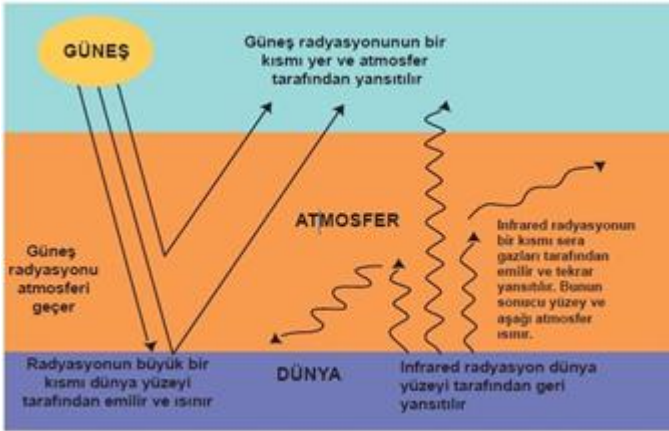 GÜNEŞ
Güneş radyasyonunun bir
kısmı yer ve atmosfer
tarafından yansıtılır
ATMOSFER
Güneş
radyasyonu
atmosferi
geçer
Infrared radyasyonun
bir kısmı sera
gazları tarafından
emilir ve tekrar
yansıtılır. Bunun
sonucu yüzey ve
aşağı atmosfer
ısınır.
Radyasyonun büyük bir
kısmı dünya yüzeyi
tarafından emilir ve ısınır
DÜNYA
Infrared radyasyon dünya
yüzeyi tarafından geri
yansıtılır